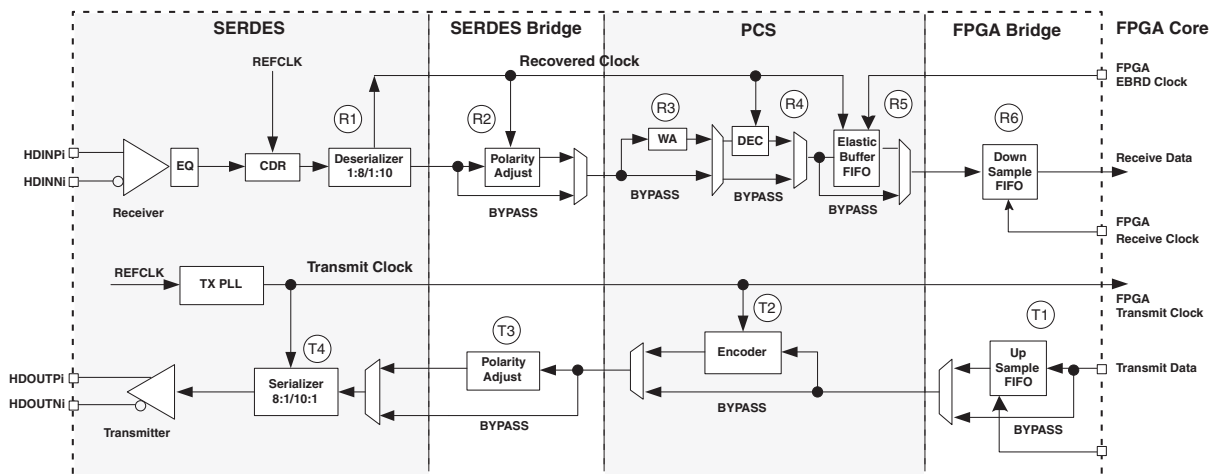 SERDES
SERDES Bridge
PCS
FPGA Bridge
FPGA Core
REFCLK
Recovered Clock
FPGA
EBRD Clock
R1
R2
R3
R4
R5
R6
HDINPi
HDINNi
EQ
CDR
Deserializer
1:8/1:10
Polarity
Adjust
WA
DEC
Elastic
Buffer
FIFO
Down
Sample
FIFO
Receive Data
Receiver
BYPASS
BYPASS
BYPASS
BYPASS
FPGA
Receive Clock
REFCLK
TX PLL
Transmit Clock
FPGA
Transmit Clock
T4
T3
T2
T1
HDOUTPi
HDOUTNi
Transmitter
Serializer
8:1/10:1
Polarity
Adjust
Encoder
Up
Sample
FIFO
Transmit Data
BYPASS
BYPASS
BYPASS